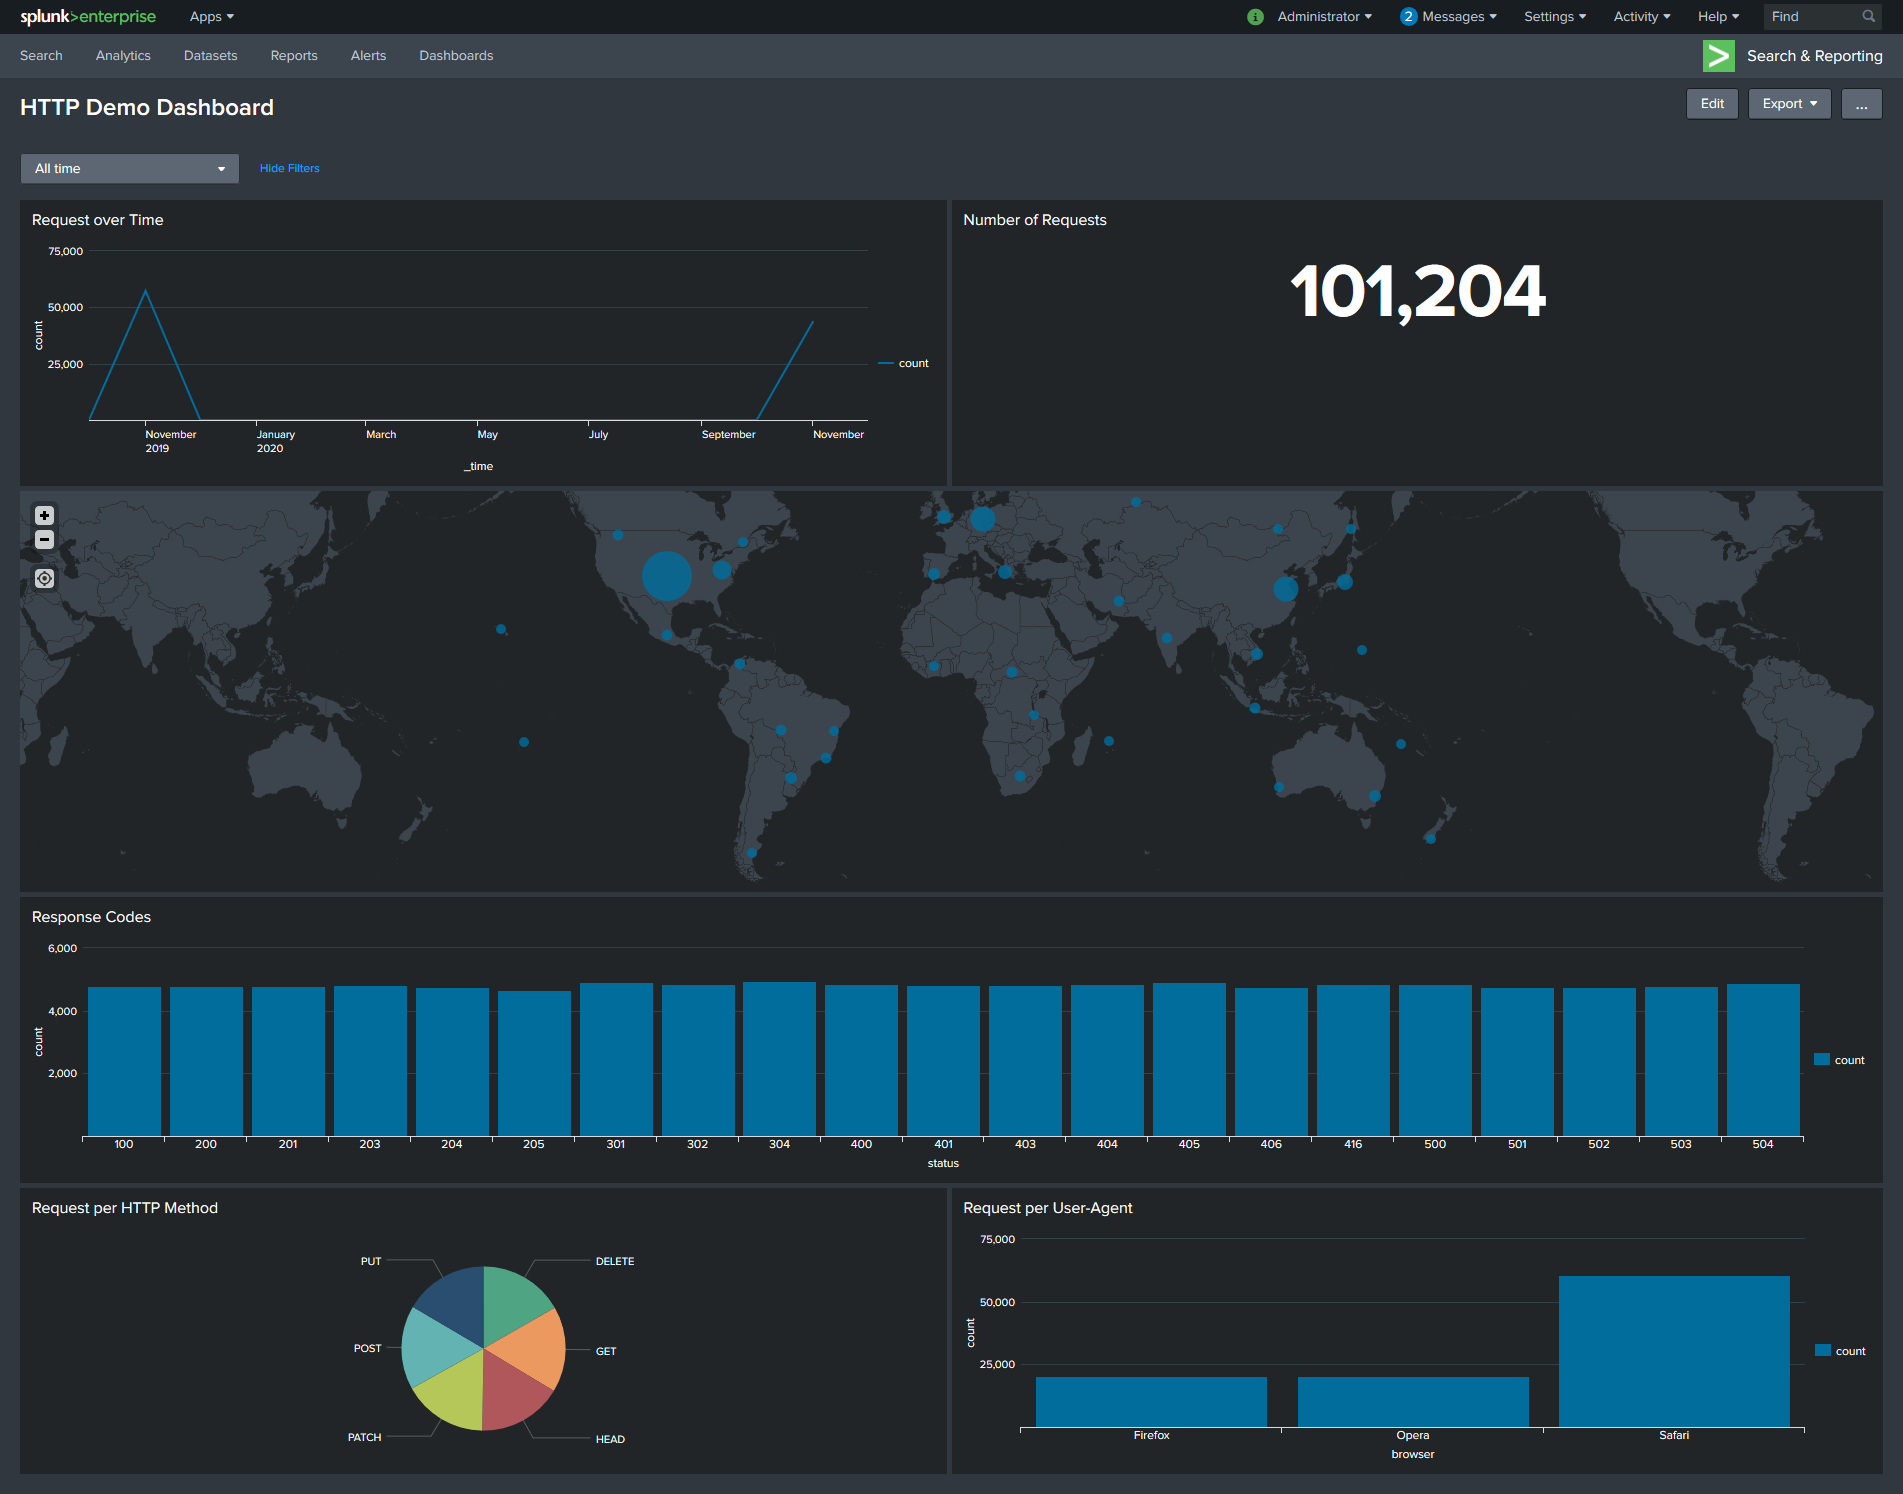 splunk>enterprise Apps
i Administrator 2 Messages Settings Activity Help Find
Search Analytics Datasets Reports Alerts Dashboards
Search & Reporting
HTTP Demo Dashboard
Edit Export ...
All time Hide Filters
Request over Time
75,000
50,000
25,000
count
count
November 2019
January 2020
March
May
July
September
November
_time
Number of Requests
101,204
Response Codes
6,000
4,000
2,000
count
count
100 200 201 203 204 205 301 302 304 400 401 403 404 405 406 416 500 501 502 503 504
status
Request per HTTP Method
PUT
DELETE
POST
GET
PATCH
HEAD
Request per User-Agent
75,000
50,000
25,000
count
count
Firefox Opera Safari
browser